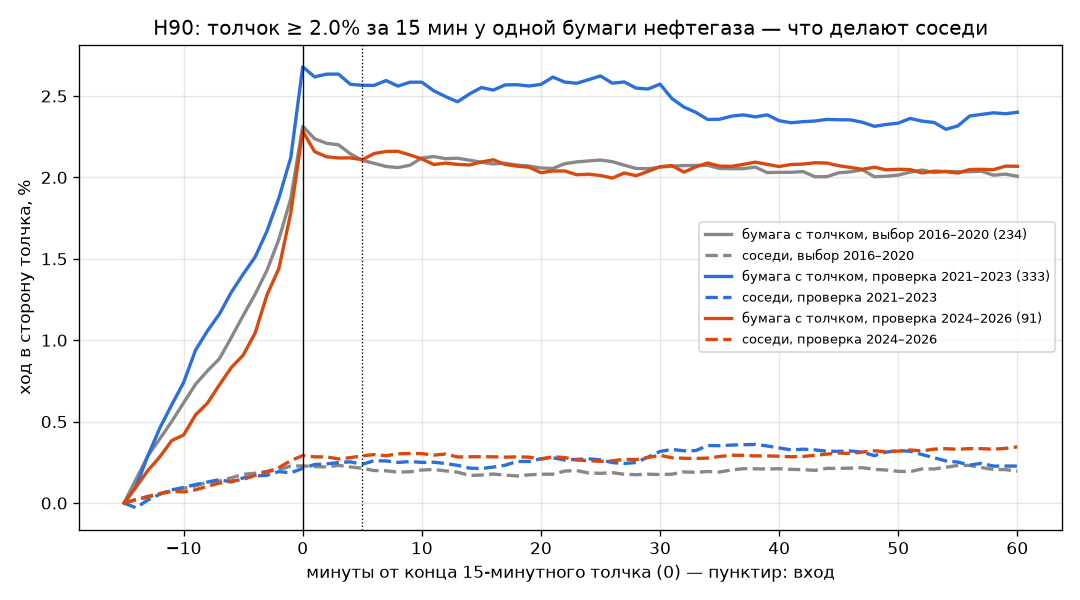 H90: толчок ≥ 2.0% за 15 мин у одной бумаги нефтегаза — что делают соседи
ход в сторону толчка, %
2.5
2.0
1.5
1.0
0.5
0.0
бумага с толчком, выбор 2016–2020 (234)
соседи, выбор 2016–2020
бумага с толчком, проверка 2021–2023 (333)
соседи, проверка 2021–2023
бумага с толчком, проверка 2024–2026 (91)
соседи, проверка 2024–2026
−10 0 10 20 30 40 50 60
минуты от конца 15-минутного толчка (0) — пунктир: вход